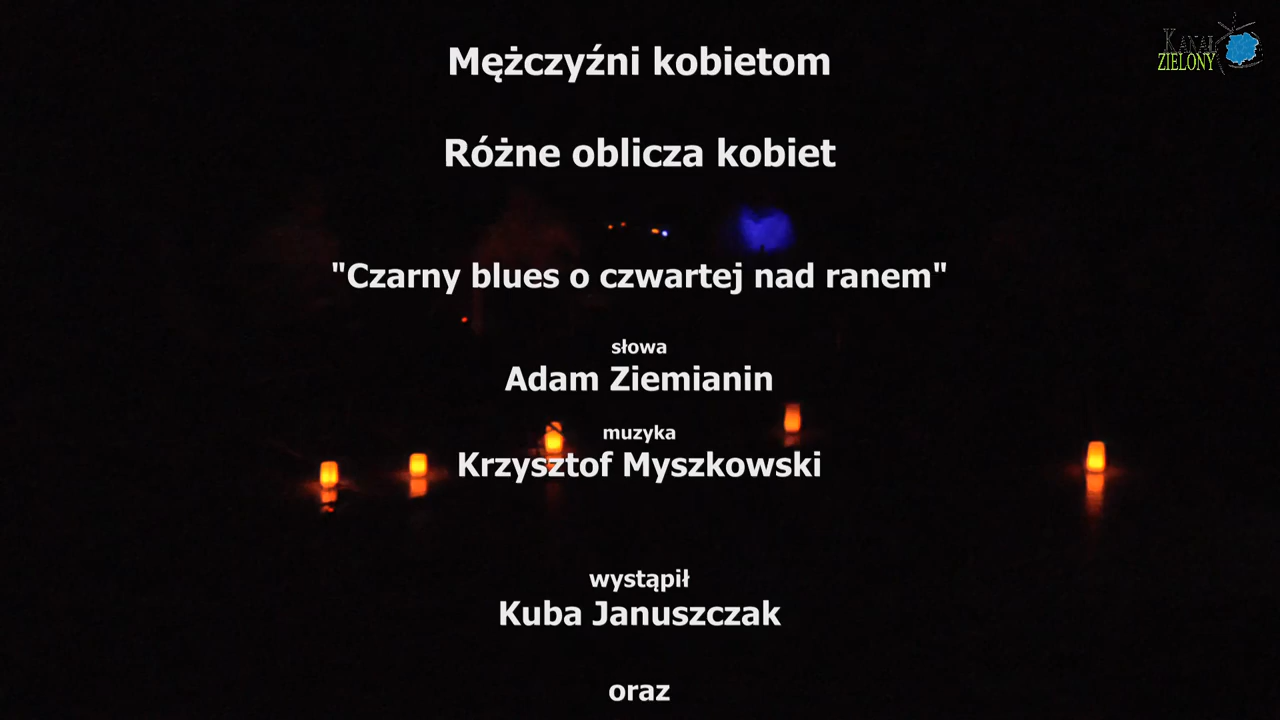 Mężczyźni kobietom
KANAŁ
ZIELONY
Różne oblicza kobiet
"Czarny blues o czwartej nad ranem"
słowa
Adam Ziemianin
muzyka
Krzysztof Myszkowski
wystąpił
Kuba Januszczak
oraz